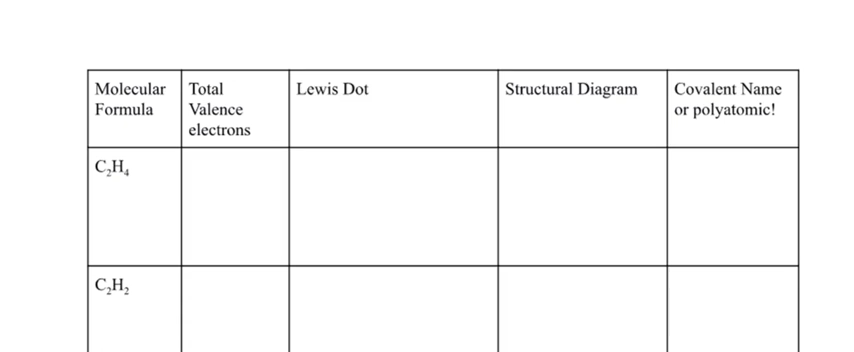 Molecular Formula
Total Valence electrons
Lewis Dot
Structural Diagram
Covalent Name or polyatomic!
C₂H₄
C₂H₂